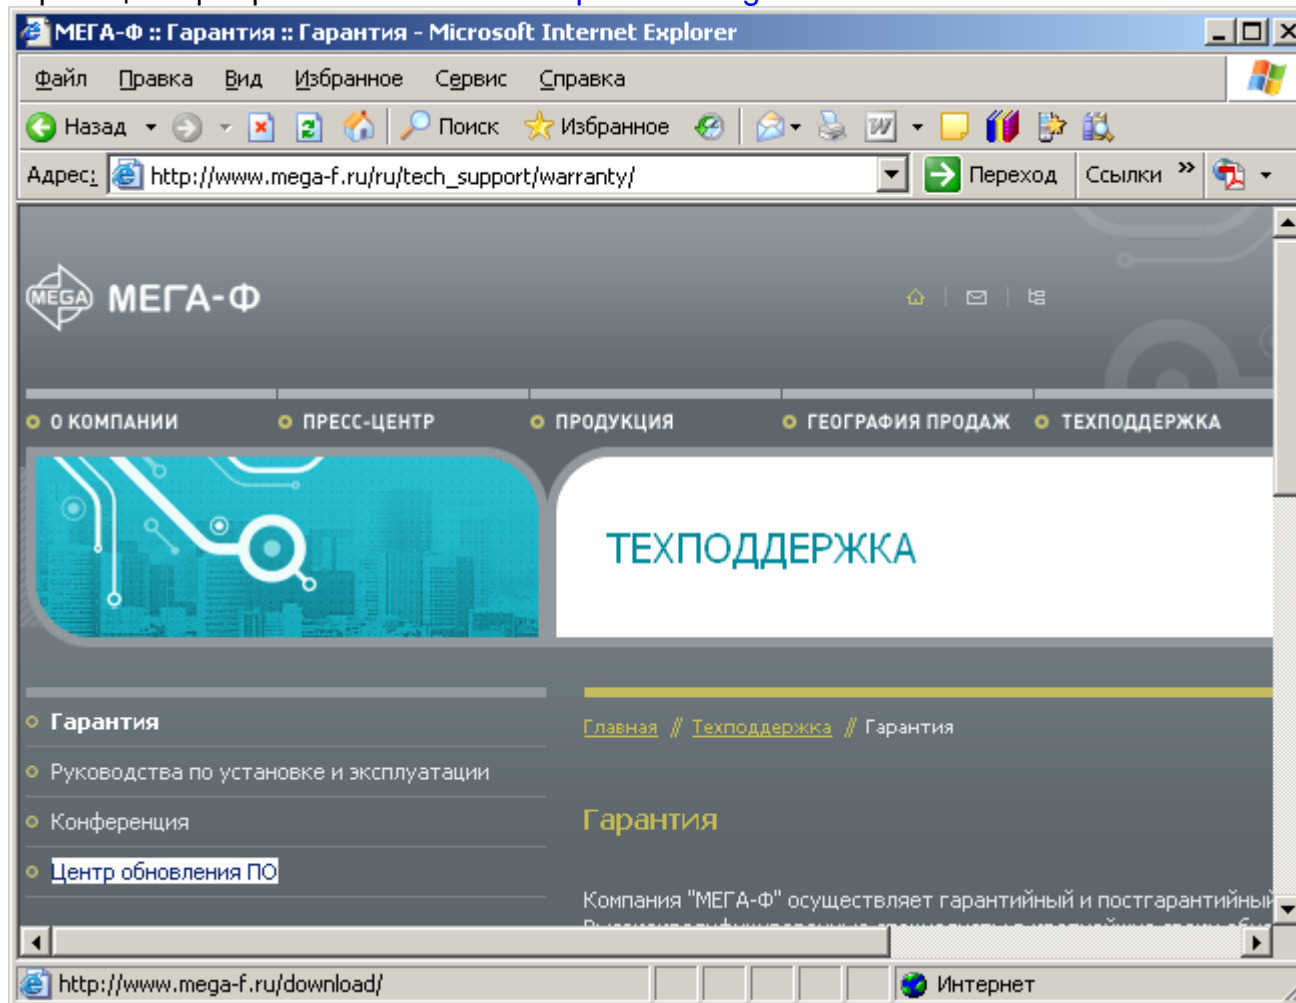 МЕГА-Ф :: Гарантия :: Гарантия - Microsoft Internet Explorer
Файл Правка Вид Избранное Сервис Справка
Назад Поиск Избранное
Адрес: http://www.mega-f.ru/ru/tech_support/warranty/ Переход Ссылки »
MEGA МЕГА-Ф
О КОМПАНИИ ПРЕСС-ЦЕНТР ПРОДУКЦИЯ ГЕОГРАФИЯ ПРОДАЖ ТЕХПОДДЕРЖКА
ТЕХПОДДЕРЖКА
Гарантия
Руководства по установке и эксплуатации
Конференция
Центр обновления ПО
Главная // Техподдержка // Гарантия
Гарантия
Компания "МЕГА-Ф" осуществляет гарантийный и постгарантийный
http://www.mega-f.ru/download/ Интернет